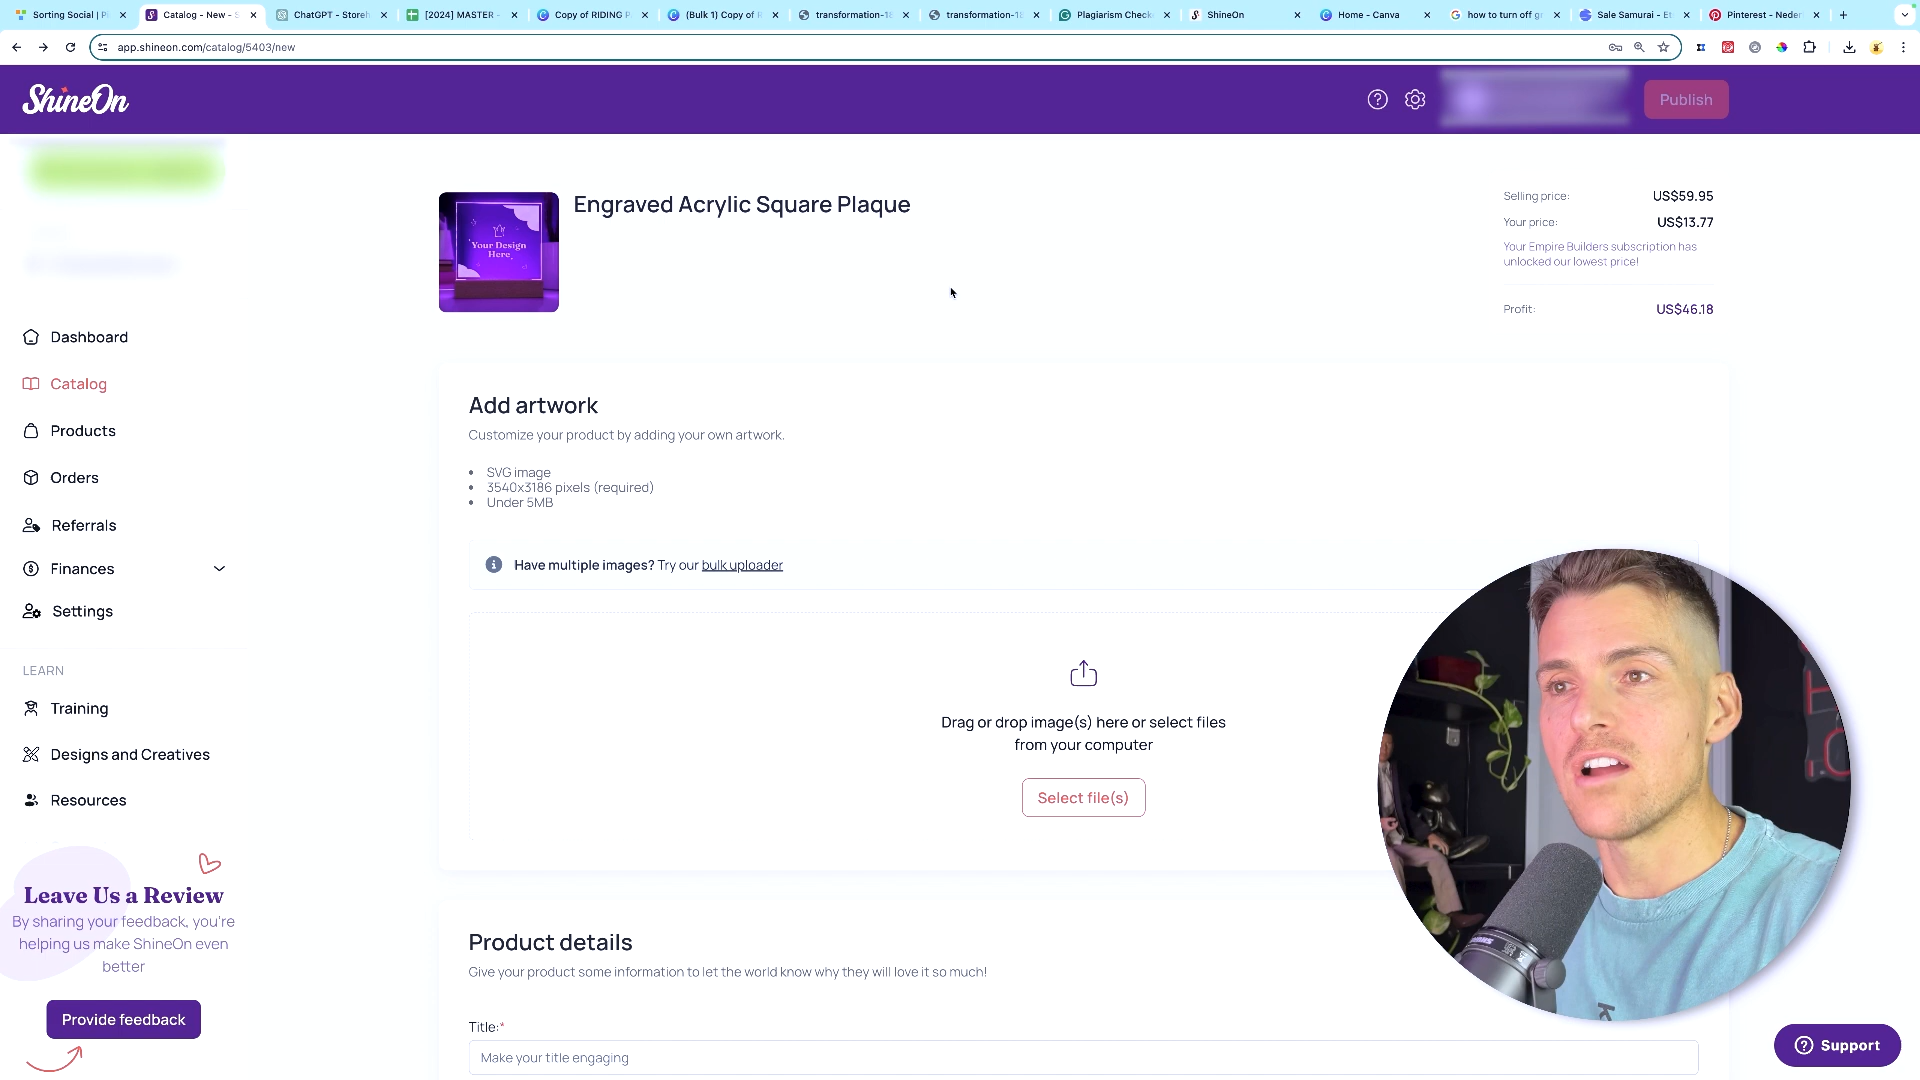 Sorting Social | Pl
Catalog - New - S
ChatGPT - Storeh
[2024] MASTER -
Copy of RIDING P
(Bulk 1) Copy of R
transformation-18
transformation-18
Plagiarism Check
ShineOn
Home - Canva
how to turn off gr
Sale Samurai - Et
Pinterest - Neder
app.shineon.com/catalog/5403/new
ShineOn
Publish
Dashboard
Catalog
Products
Orders
Referrals
Finances
Settings
LEARN
Training
Designs and Creatives
Resources
Leave Us a Review
By sharing your feedback, you're
helping us make ShineOn even
better
Provide feedback
Your Design
Here
Engraved Acrylic Square Plaque
Selling price: US$59.95
Your price: US$13.77
Your Empire Builders subscription has
unlocked our lowest price!
Profit: US$46.18
Add artwork
Customize your product by adding your own artwork.
• SVG image
• 3540x3186 pixels (required)
• Under 5MB
Have multiple images? Try our bulk uploader
Drag or drop image(s) here or select files
from your computer
Select file(s)
Product details
Give your product some information to let the world know why they will love it so much!
Title:*
Make your title engaging
Support